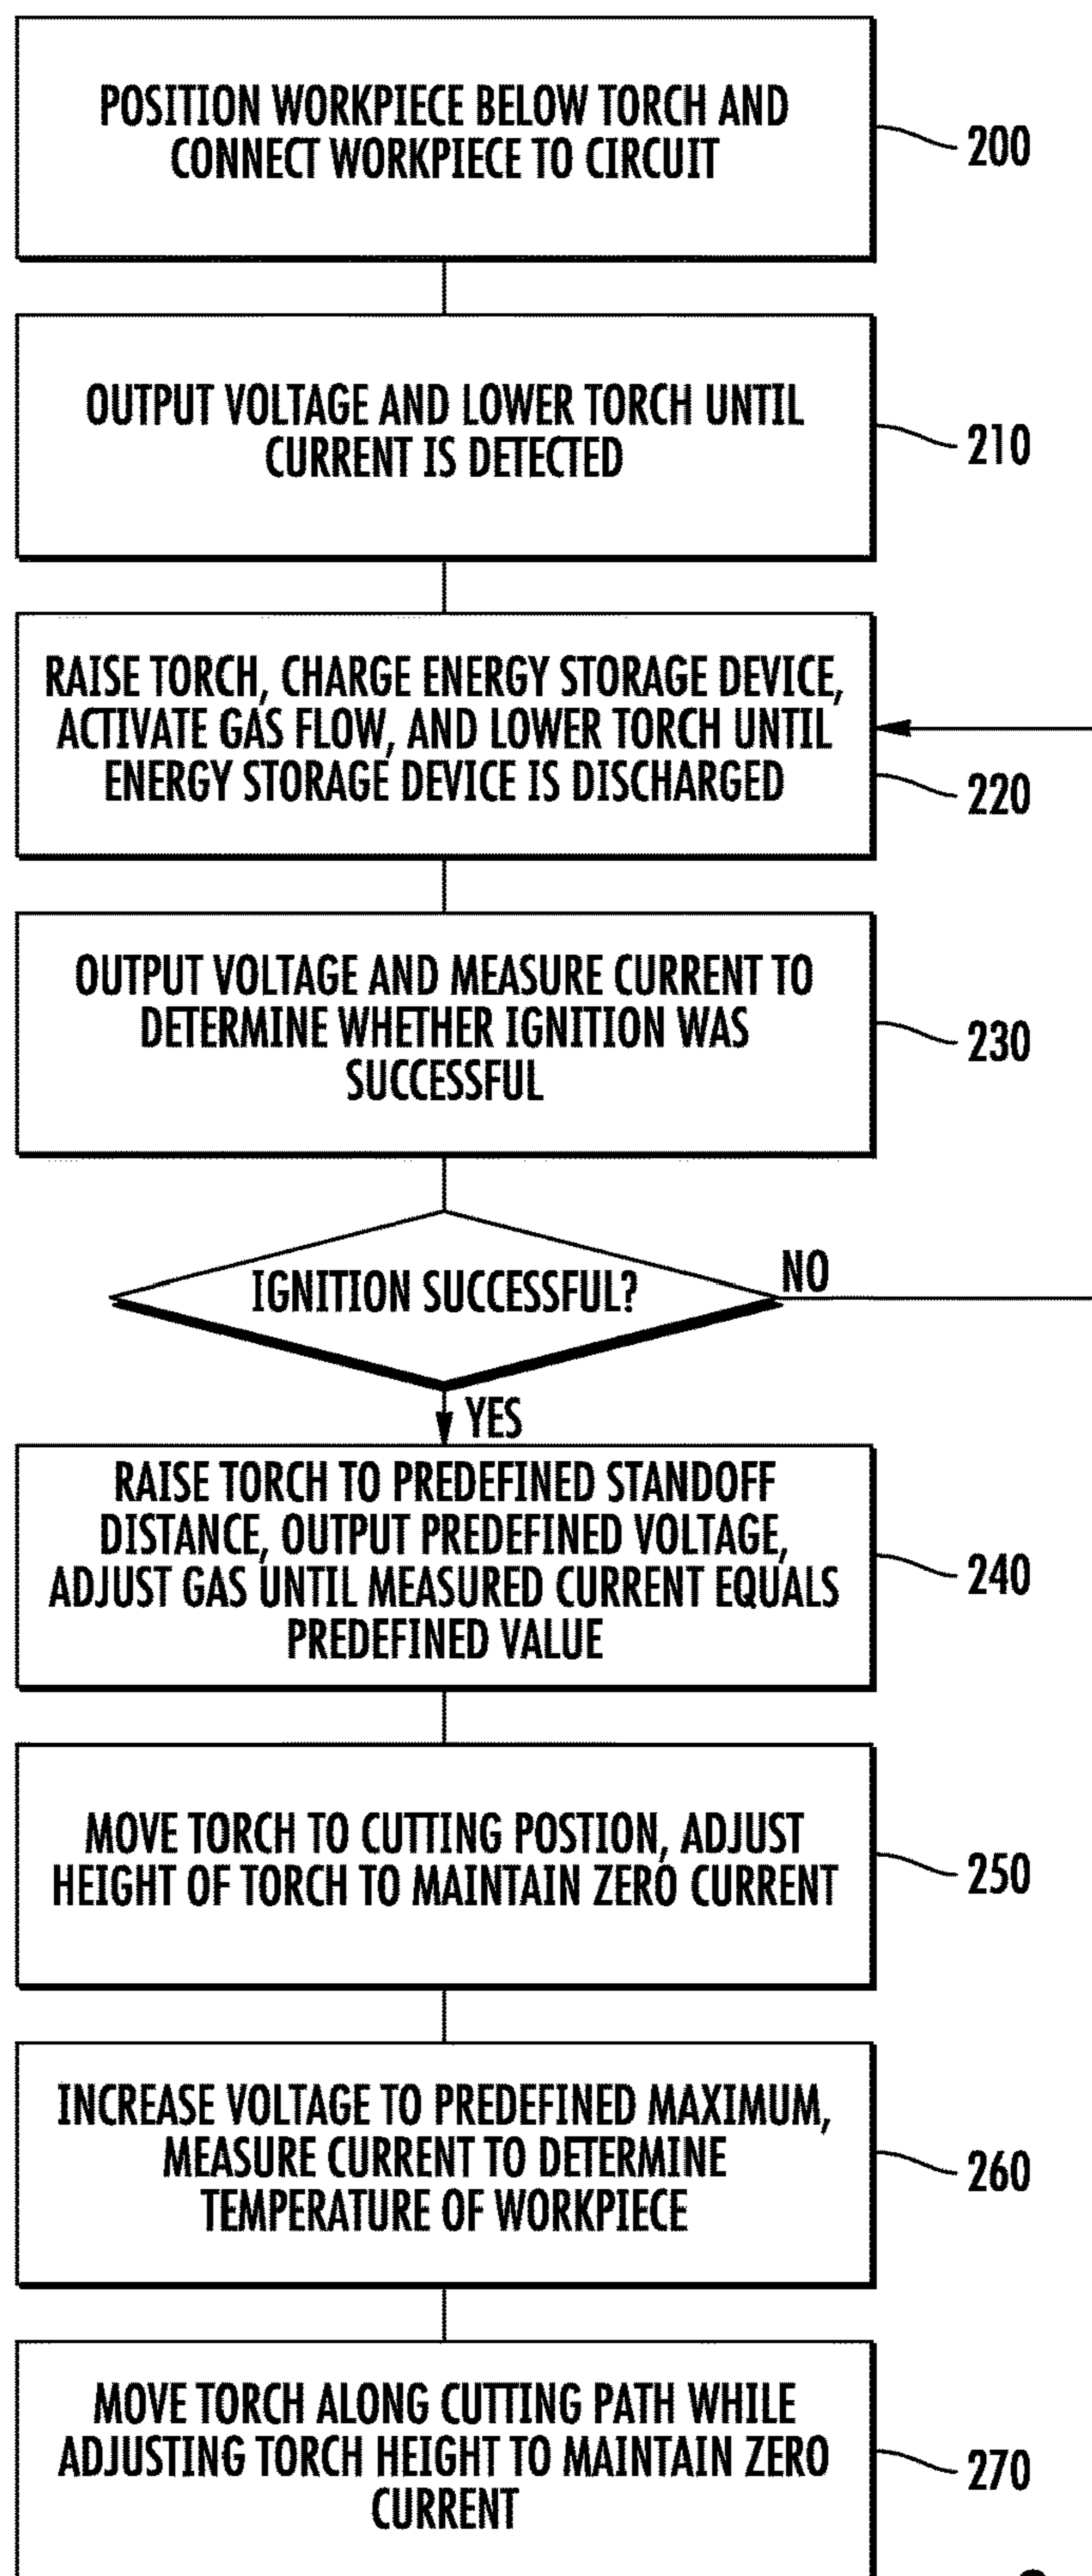 POSITION WORKPIECE BELOW TORCH AND
CONNECT WORKPIECE TO CIRCUIT
200
OUTPUT VOLTAGE AND LOWER TORCH UNTIL
CURRENT IS DETECTED
210
RAISE TORCH, CHARGE ENERGY STORAGE DEVICE,
ACTIVATE GAS FLOW, AND LOWER TORCH UNTIL
ENERGY STORAGE DEVICE IS DISCHARGED
220
OUTPUT VOLTAGE AND MEASURE CURRENT TO
DETERMINE WHETHER IGNITION WAS
SUCCESSFUL
230
IGNITION SUCCESSFUL?
NO
YES
RAISE TORCH TO PREDEFINED STANDOFF
DISTANCE, OUTPUT PREDEFINED VOLTAGE,
ADJUST GAS UNTIL MEASURED CURRENT EQUALS
PREDEFINED VALUE
240
MOVE TORCH TO CUTTING POSTION, ADJUST
HEIGHT OF TORCH TO MAINTAIN ZERO CURRENT
250
INCREASE VOLTAGE TO PREDEFINED MAXIMUM,
MEASURE CURRENT TO DETERMINE
TEMPERATURE OF WORKPIECE
260
MOVE TORCH ALONG CUTTING PATH WHILE
ADJUSTING TORCH HEIGHT TO MAINTAIN ZERO
CURRENT
270